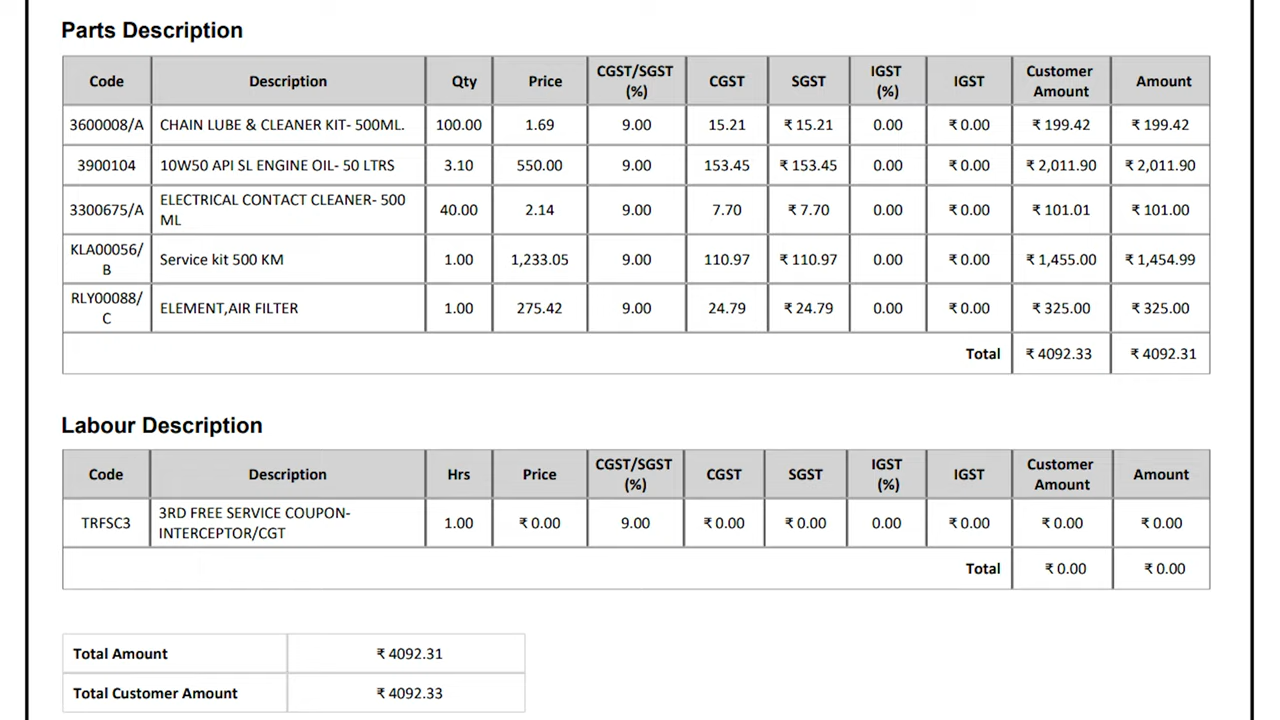 Parts Description
Code Description Qty Price CGST/SGST (%) CGST SGST IGST (%) IGST Customer Amount Amount
3600008/A CHAIN LUBE & CLEANER KIT- 500ML. 100.00 1.69 9.00 15.21 ₹ 15.21 0.00 ₹ 0.00 ₹ 199.42 ₹ 199.42
3900104 10W50 API SL ENGINE OIL- 50 LTRS 3.10 550.00 9.00 153.45 ₹ 153.45 0.00 ₹ 0.00 ₹ 2,011.90 ₹ 2,011.90
3300675/A ELECTRICAL CONTACT CLEANER- 500 ML 40.00 2.14 9.00 7.70 ₹ 7.70 0.00 ₹ 0.00 ₹ 101.01 ₹ 101.00
KLA00056/B Service kit 500 KM 1.00 1,233.05 9.00 110.97 ₹ 110.97 0.00 ₹ 0.00 ₹ 1,455.00 ₹ 1,454.99
RLY00088/C ELEMENT,AIR FILTER 1.00 275.42 9.00 24.79 ₹ 24.79 0.00 ₹ 0.00 ₹ 325.00 ₹ 325.00
Total ₹ 4092.33 ₹ 4092.31
Labour Description
Code Description Hrs Price CGST/SGST (%) CGST SGST IGST (%) IGST Customer Amount Amount
TRFSC3 3RD FREE SERVICE COUPON-INTERCEPTOR/CGT 1.00 ₹ 0.00 9.00 ₹ 0.00 ₹ 0.00 0.00 ₹ 0.00 ₹ 0.00 ₹ 0.00
Total ₹ 0.00 ₹ 0.00
Total Amount ₹ 4092.31
Total Customer Amount ₹ 4092.33